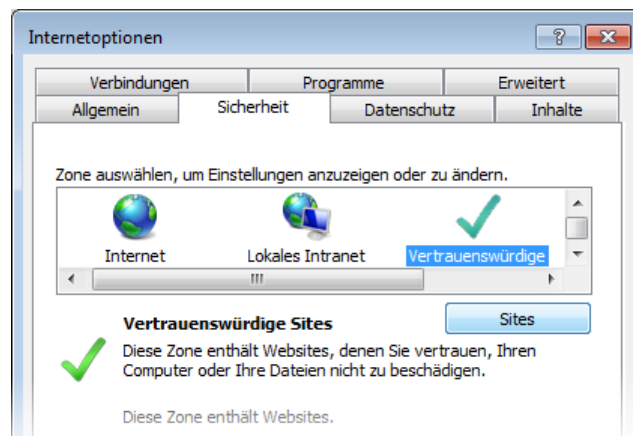 Internetoptionen
Verbindungen Programme Erweitert
Allgemein Sicherheit Datenschutz Inhalte
Zone auswählen, um Einstellungen anzuzeigen oder zu ändern.
Internet Lokales Intranet Vertrauenswürdige
Vertrauenswürdige Sites Sites
Diese Zone enthält Websites, denen Sie vertrauen, Ihren
Computer oder Ihre Dateien nicht zu beschädigen.
Diese Zone enthält Websites.